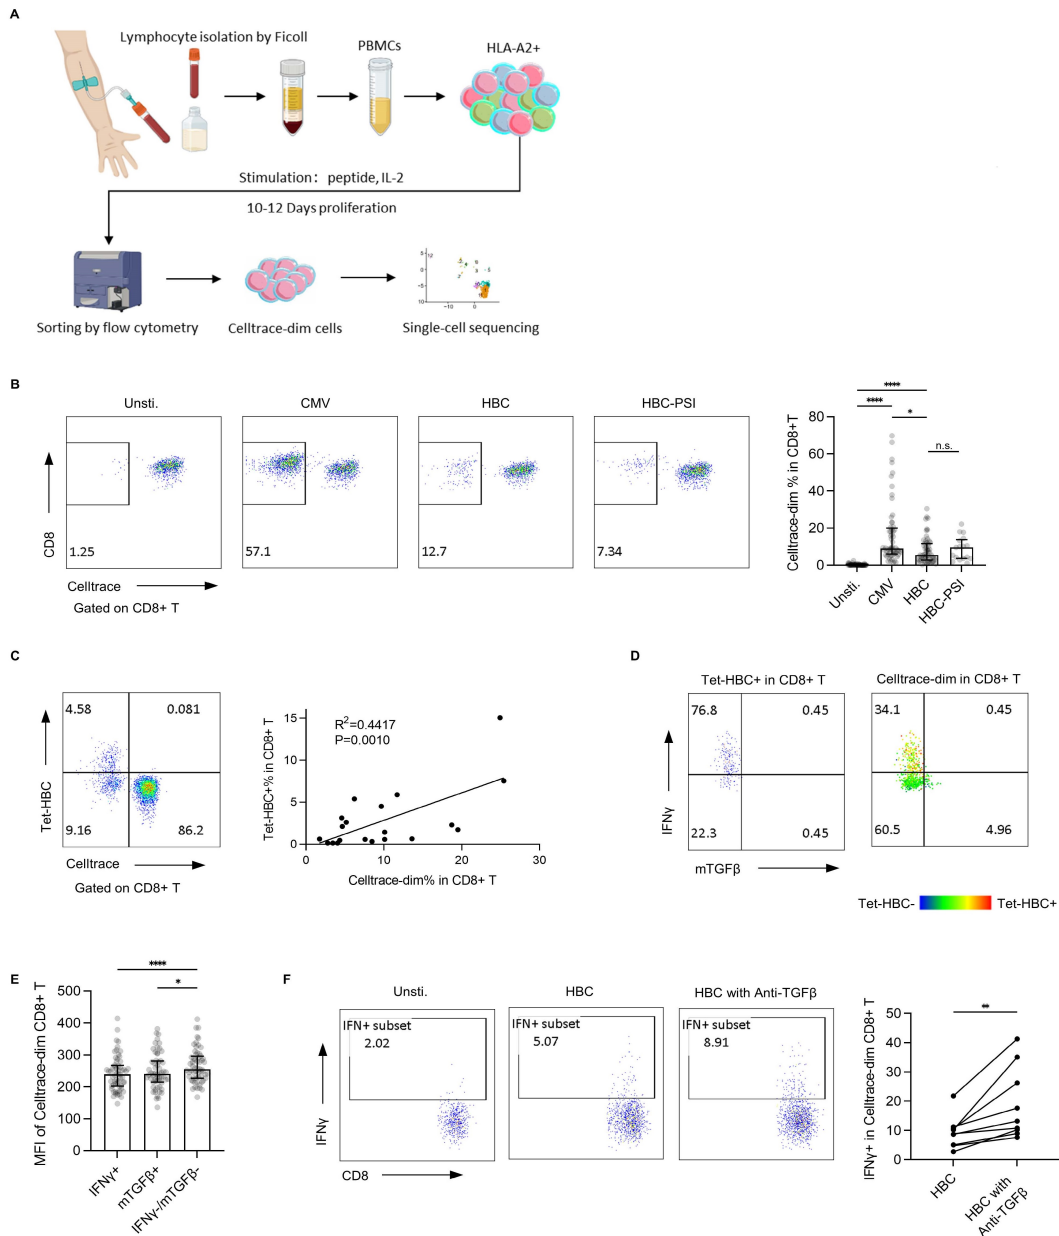 A
Lymphocyte isolation by Ficoll
PBMCs
HLA-A2+
Stimulation: peptide, IL-2
10-12 Days proliferation
Sorting by flow cytometry
Celltrace-dim cells
Single-cell sequencing
5
0
-5
-10
0
B
Unsti.
CMV
HBC
HBC-PSI
CD8
1.25
57.1
12.7
7.34
Celltrace
Gated on CD8+ T
Celltrace-dim % in CD8+T
80
60
40
20
0
****
****
*
n.s.
Unsti.
CMV
HBC
HBC-PSI
C
Tet-HBC
4.58
0.081
9.16
86.2
Celltrace
Gated on CD8+ T
Tet-HBC+% in CD8+ T
15
10
5
0
R²=0.4417
P=0.0010
0
10
20
30
Celltrace-dim% in CD8+ T
D
Tet-HBC+ in CD8+ T
Celltrace-dim in CD8+ T
IFNγ
76.8
0.45
22.3
0.45
34.1
0.45
60.5
4.96
mTGFβ
Tet-HBC-
Tet-HBC+
E
MFI of Celltrace-dim CD8+ T
500
400
300
200
100
0
****
*
IFNγ+
mTGFβ+
IFNγ-/mTGFβ-
F
Unsti.
HBC
HBC with Anti-TGFβ
IFNγ
IFN+ subset
2.02
IFN+ subset
5.07
IFN+ subset
8.91
CD8
IFNγ+ in Celltrace-dim CD8+ T
50
40
30
20
10
0
**
HBC
HBC with
Anti-TGFβ